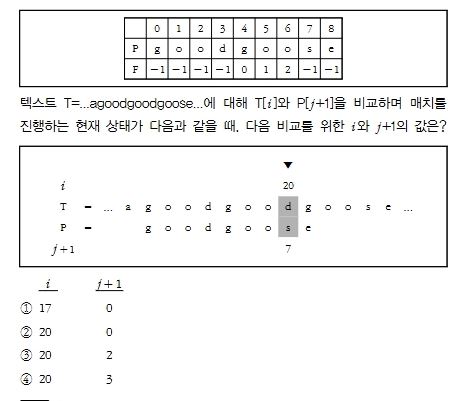 0 1 2 3 4 5 6 7 8
P g o o d g o o s e
F −1 −1 −1 −1 0 1 2 −1 −1
텍스트 T=...agoodgoodgoose...에 대해 T[i]와 P[j+1]을 비교하며 매치를
진행하는 현재 상태가 다음과 같을 때, 다음 비교를 위한 i와 j+1의 값은?
▼
i 20
T = ... a g o o d g o o d g o o s e ...
P = g o o d g o o s e
j+1 7
i j+1
① 17 0
② 20 0
③ 20 2
④ 20 3